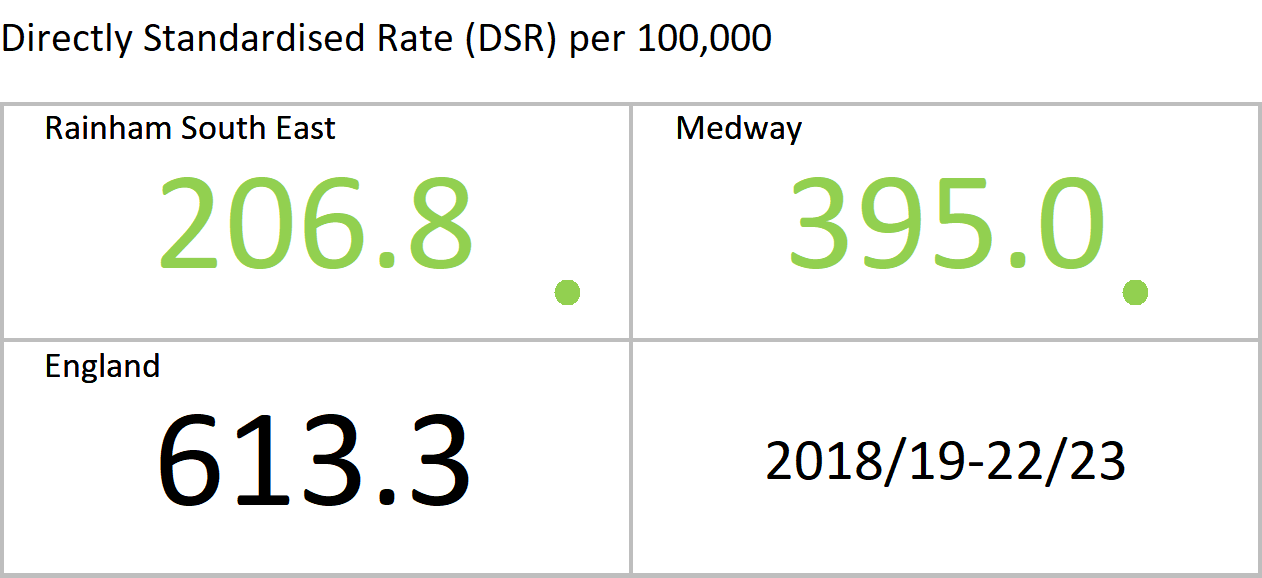 Directly Standardised Rate (DSR) per 100,000
Rainham South East
206.8
Medway
395.0
England
613.3
2018/19-22/23